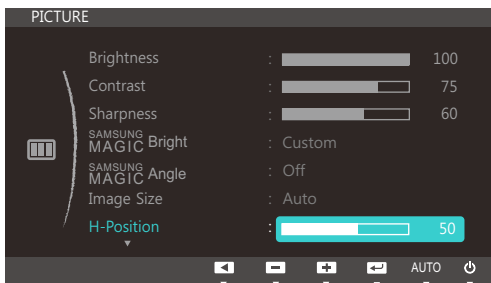 PICTURE
Brightness : 100
Contrast : 75
Sharpness : 60
SAMSUNG MAGIC Bright : Custom
SAMSUNG MAGIC Angle : Off
Image Size : Auto
H-Position : 50
AUTO